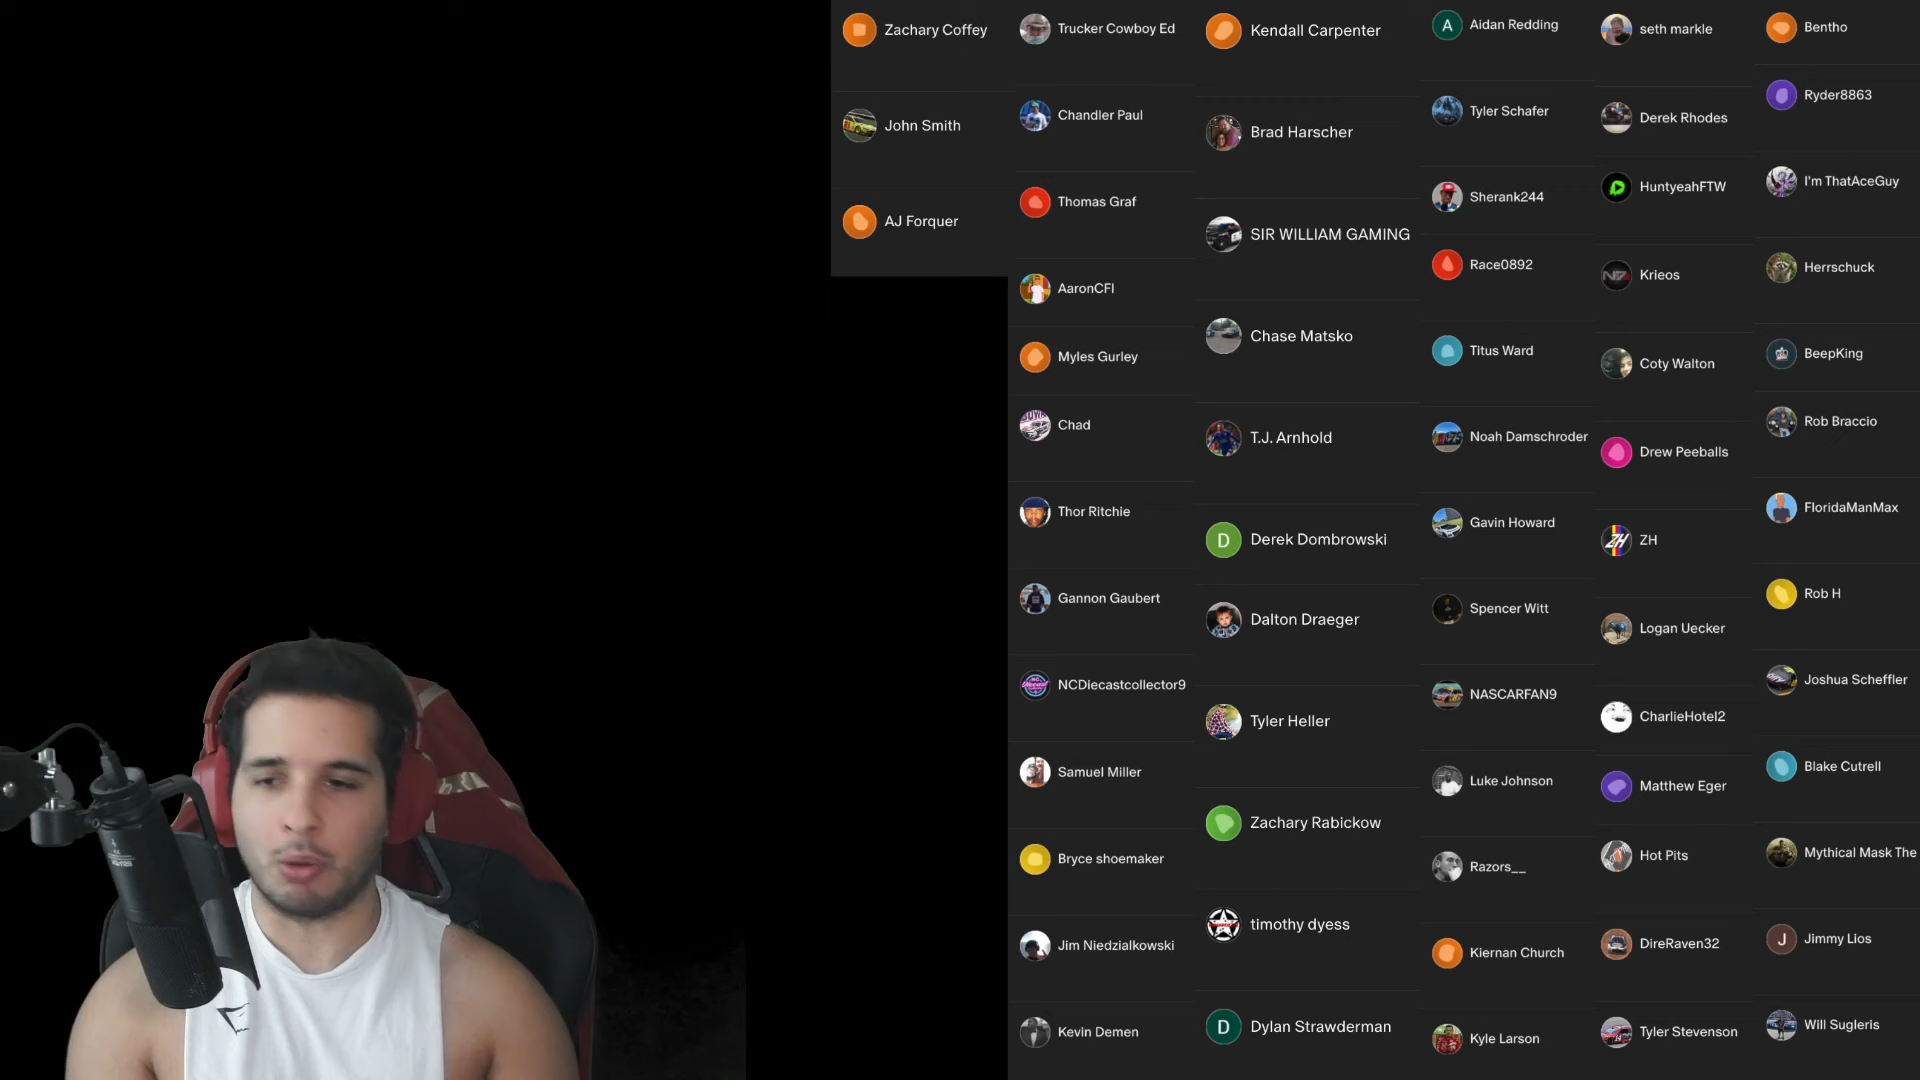 Zachary Coffey
John Smith
AJ Forquer
Trucker Cowboy Ed
Chandler Paul
Thomas Graf
AaronCFI
Myles Gurley
Chad
Thor Ritchie
Gannon Gaubert
NCDiecastcollector9
Samuel Miller
Bryce shoemaker
Jim Niedzialkowski
Kevin Demen
Kendall Carpenter
Brad Harscher
SIR WILLIAM GAMING
Chase Matsko
T.J. Arnhold
D
Derek Dombrowski
Dalton Draeger
Tyler Heller
Zachary Rabickow
timothy dyess
D
Dylan Strawderman
A
Aidan Redding
Tyler Schafer
Sherank244
Race0892
Titus Ward
Noah Damschroder
Gavin Howard
Spencer Witt
NASCARFAN9
Luke Johnson
Razors__
Kiernan Church
Kyle Larson
seth markle
Derek Rhodes
HuntyeahFTW
N7
Krieos
Coty Walton
Drew Peeballs
ZH
ZH
Logan Uecker
CharlieHotel2
Matthew Eger
Hot Pits
DireRaven32
Tyler Stevenson
Bentho
Ryder8863
I'm ThatAceGuy
Herrschuck
BeepKing
Rob Braccio
FloridaManMax
Rob H
Joshua Scheffler
Blake Cutrell
Mythical Mask The
J
Jimmy Lios
Will Sugleris